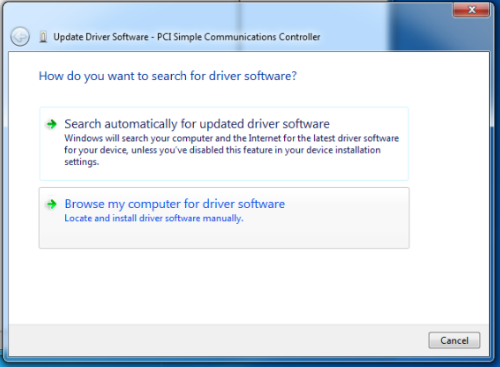 Update Driver Software - PCI Simple Communications Controller
How do you want to search for driver software?
Search automatically for updated driver software
Windows will search your computer and the Internet for the latest driver software
for your device, unless you've disabled this feature in your device installation
settings.
Browse my computer for driver software
Locate and install driver software manually.
Cancel